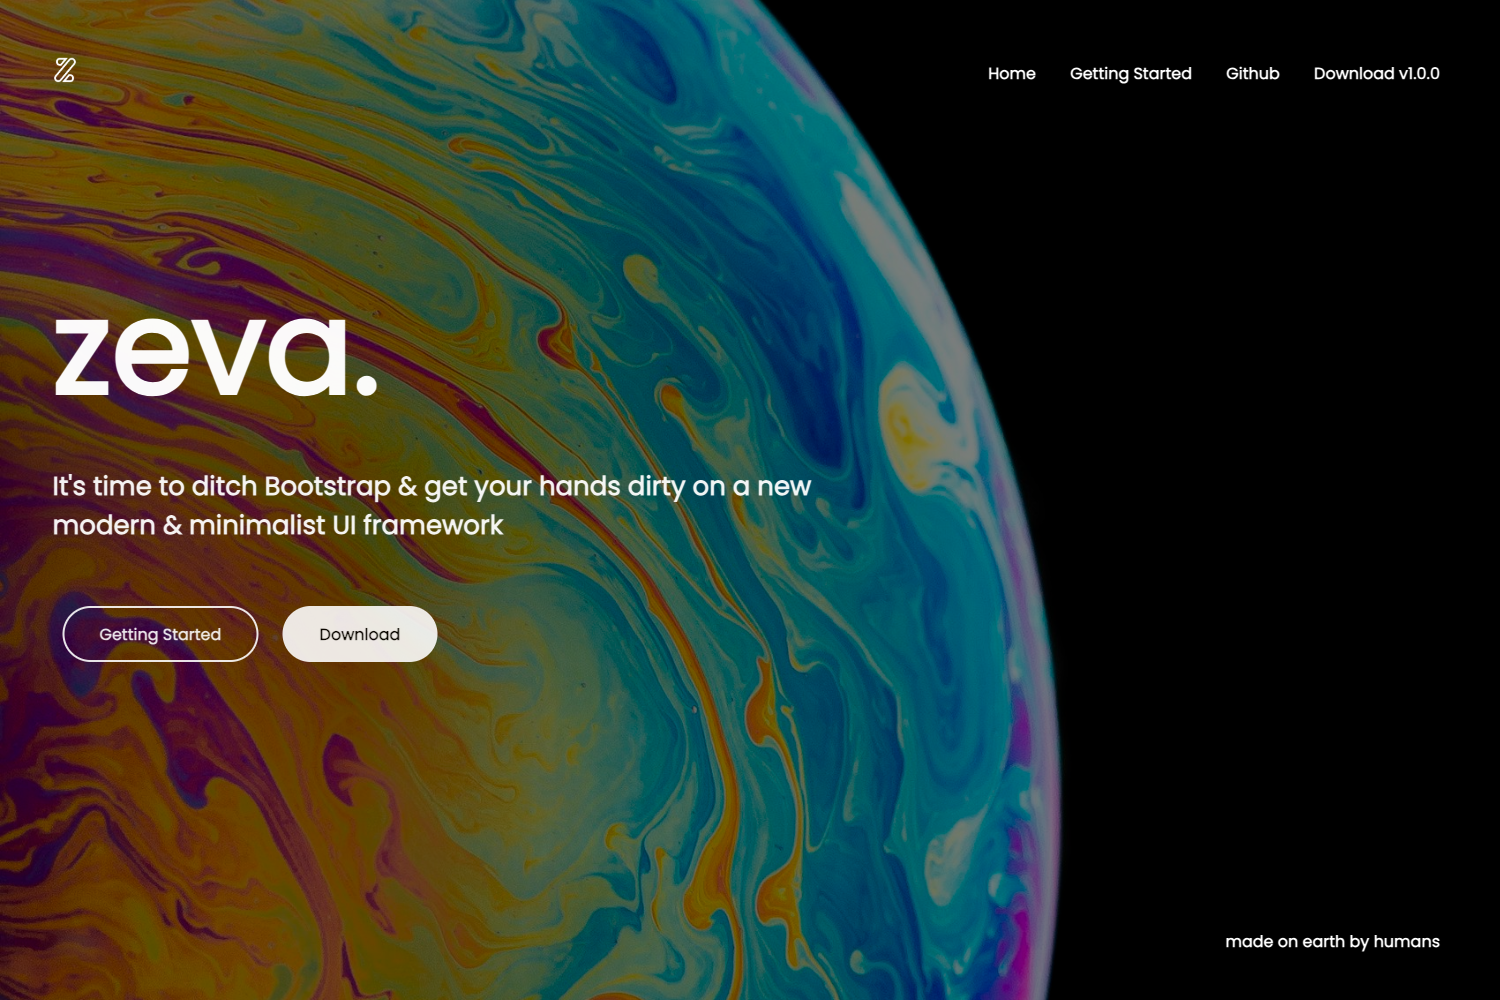 Home Getting Started Github Download v1.0.0
zeva.
It's time to ditch Bootstrap & get your hands dirty on a new
modern & minimalist UI framework
Getting Started Download
made on earth by humans